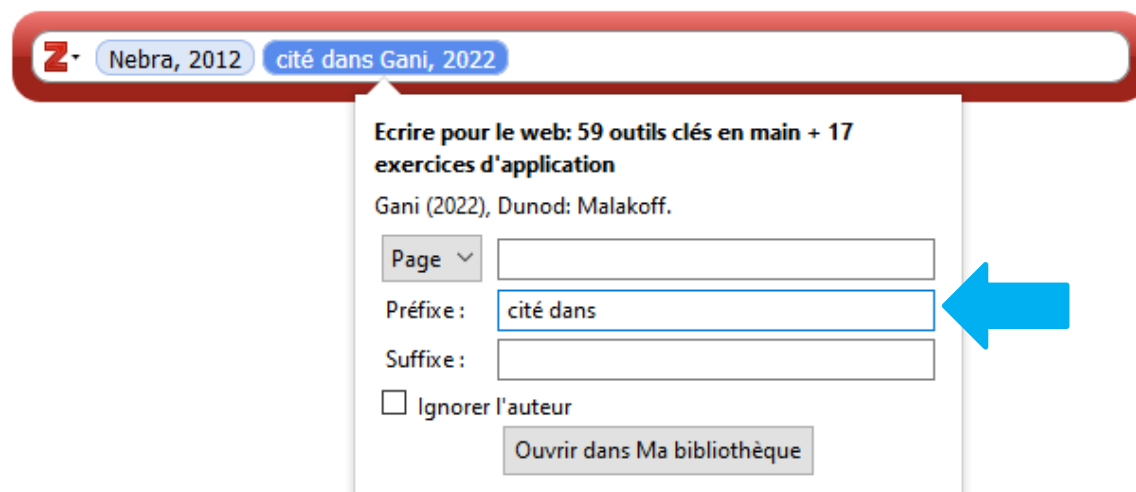 Z Nebra, 2012 cité dans Gani, 2022
Ecrire pour le web: 59 outils clés en main + 17
exercices d'application
Gani (2022), Dunod: Malakoff.
Page
Préfixe : cité dans
Suffixe :
Ignorer l'auteur
Ouvrir dans Ma bibliothèque